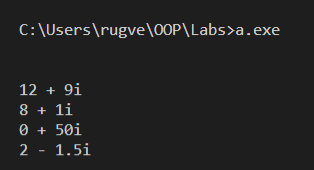 C:\Users\rugve\OOP\Labs>a.exe
12 + 9i
8 + 1i
0 + 50i
2 - 1.5i